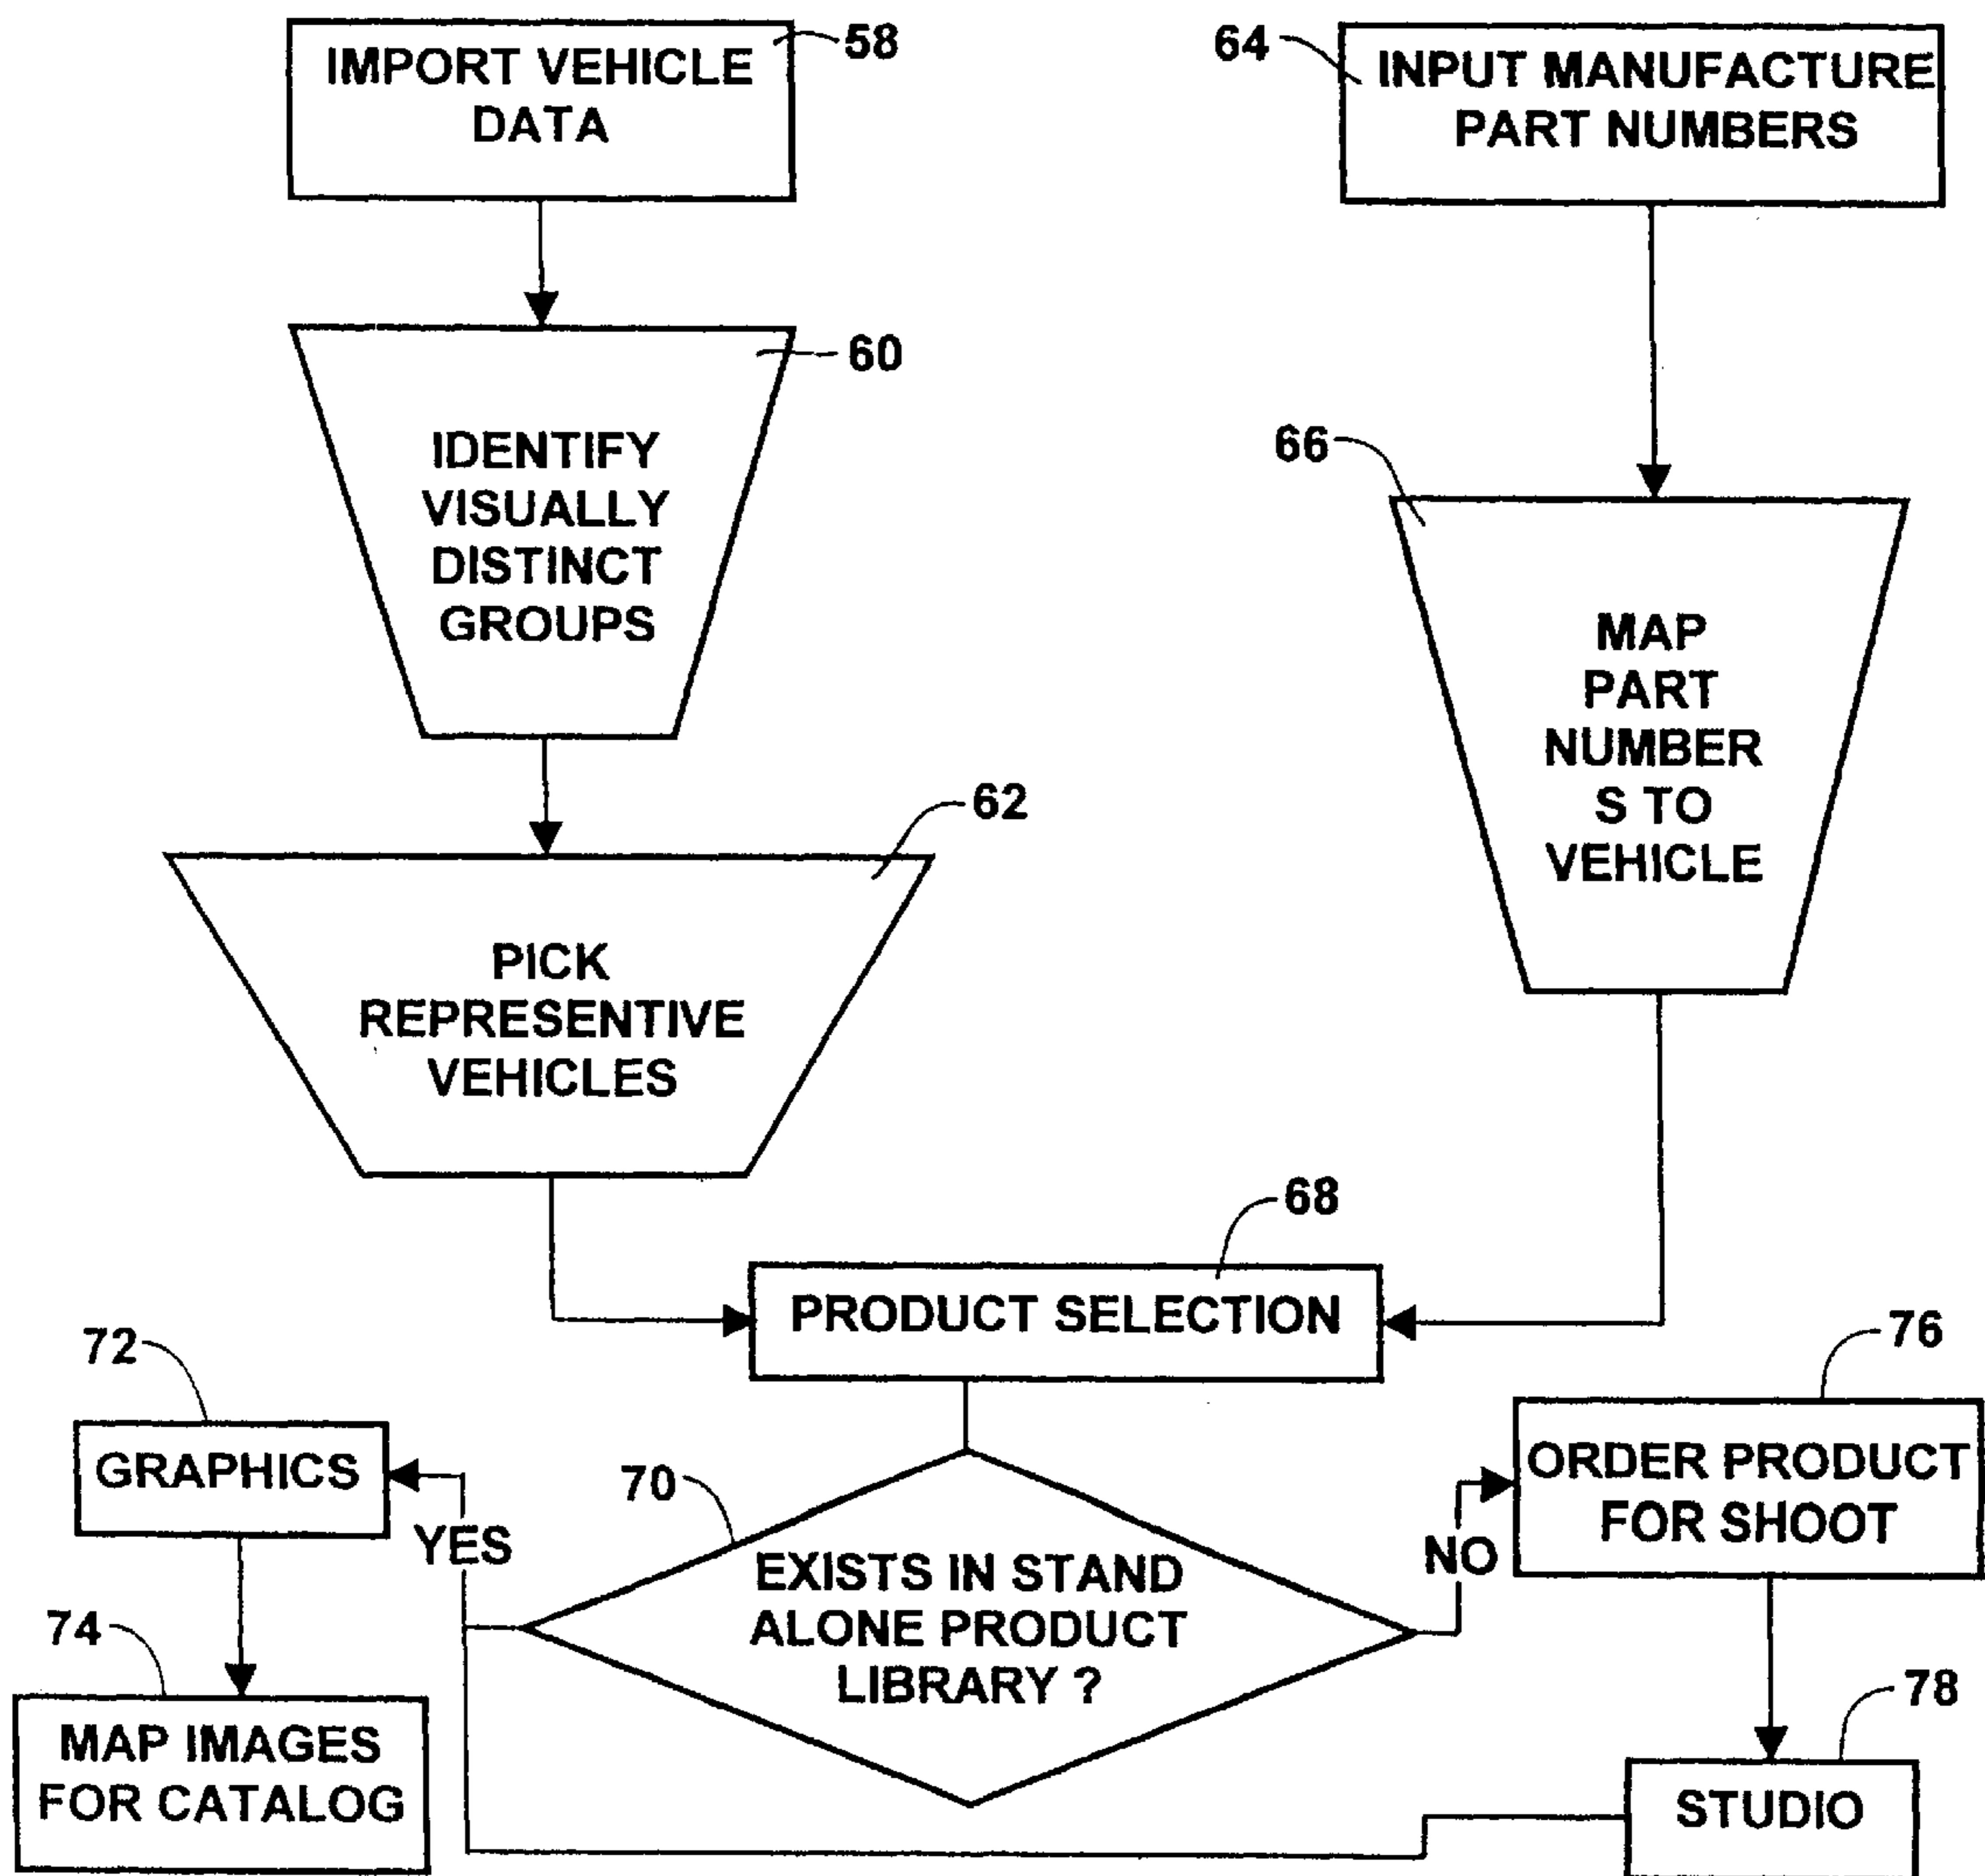 IMPORT VEHICLE
DATA
58
64
INPUT MANUFACTURE
PART NUMBERS
60
IDENTIFY
VISUALLY
DISTINCT
GROUPS
66
MAP
PART
NUMBER
S TO
VEHICLE
62
PICK
REPRESENTIVE
VEHICLES
68
PRODUCT SELECTION
72
GRAPHICS
YES
70
EXISTS IN STAND
ALONE PRODUCT
LIBRARY ?
NO
76
ORDER PRODUCT
FOR SHOOT
74
MAP IMAGES
FOR CATALOG
78
STUDIO